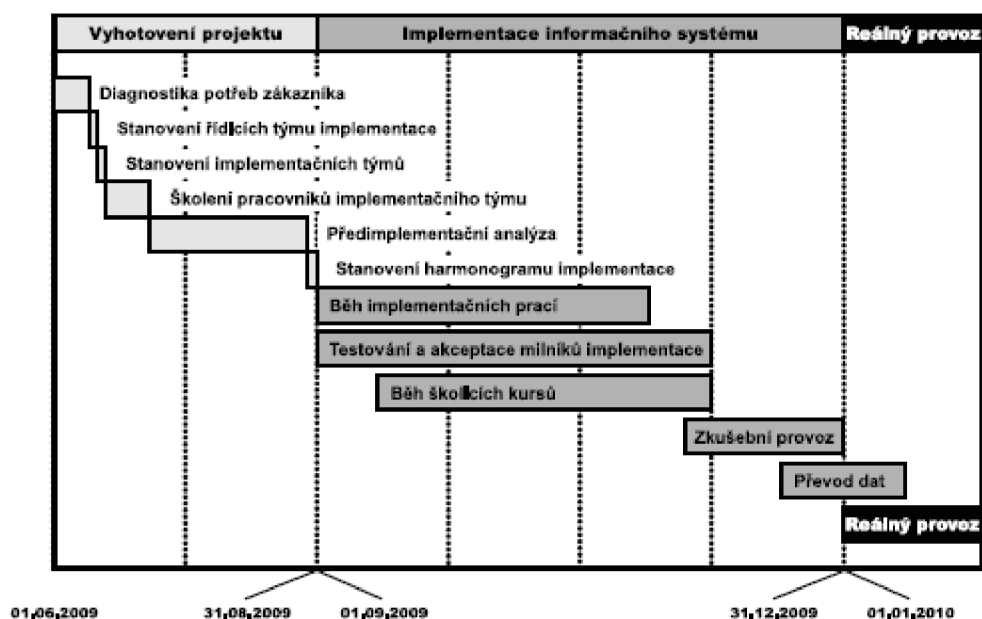 Vyhotovení projektu
Implementace informačního systému
Reálný provoz
Diagnostika potřeb zákazníka
Stanovení řídících týmu implementace
Stanovení implementačních týmů
Školení pracovníků implementačního týmu
Předimplementační analýza
Stanovení harmonogramu implementace
Běh implementačních prací
Testování a akceptace milníků implementace
Běh školících kursů
Zkušební provoz
Převod dat
Reálný provoz
01.06.2009
31.08.2009
01.09.2009
31.12.2009
01.01.2010